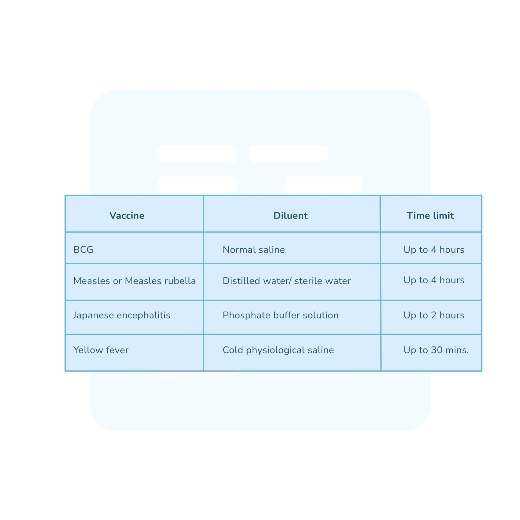 Vaccine Diluent Time limit
BCG Normal saline Up to 4 hours
Measles or Measles rubella Distilled water/ sterile water Up to 4 hours
Japanese encephalitis Phosphate buffer solution Up to 2 hours
Yellow fever Cold physiological saline Up to 30 mins.